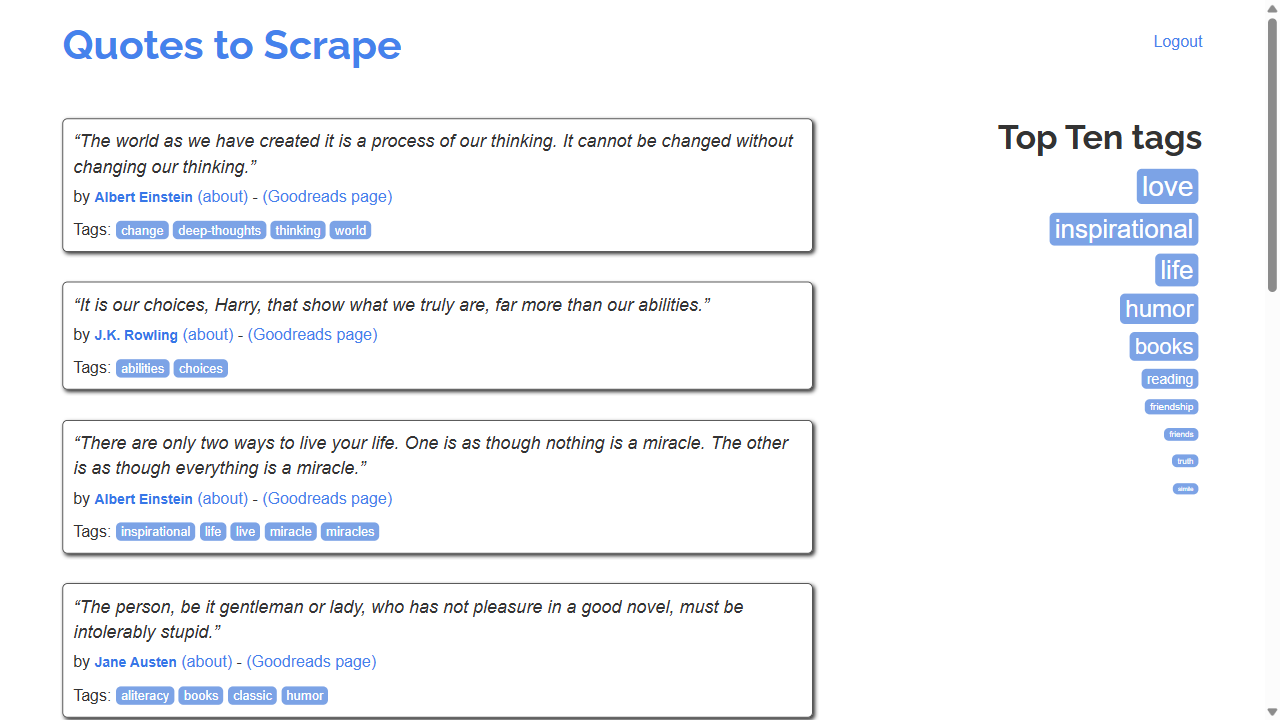 Quotes to Scrape
Logout
“The world as we have created it is a process of our thinking. It cannot be changed without
changing our thinking.”
by Albert Einstein (about) - (Goodreads page)
Tags: change deep-thoughts thinking world
“It is our choices, Harry, that show what we truly are, far more than our abilities.”
by J.K. Rowling (about) - (Goodreads page)
Tags: abilities choices
“There are only two ways to live your life. One is as though nothing is a miracle. The other
is as though everything is a miracle.”
by Albert Einstein (about) - (Goodreads page)
Tags: inspirational life live miracle miracles
“The person, be it gentleman or lady, who has not pleasure in a good novel, must be
intolerably stupid.”
by Jane Austen (about) - (Goodreads page)
Tags: aliteracy books classic humor
Top Ten tags
love
inspirational
life
humor
books
reading
friendship
friends
truth
simile